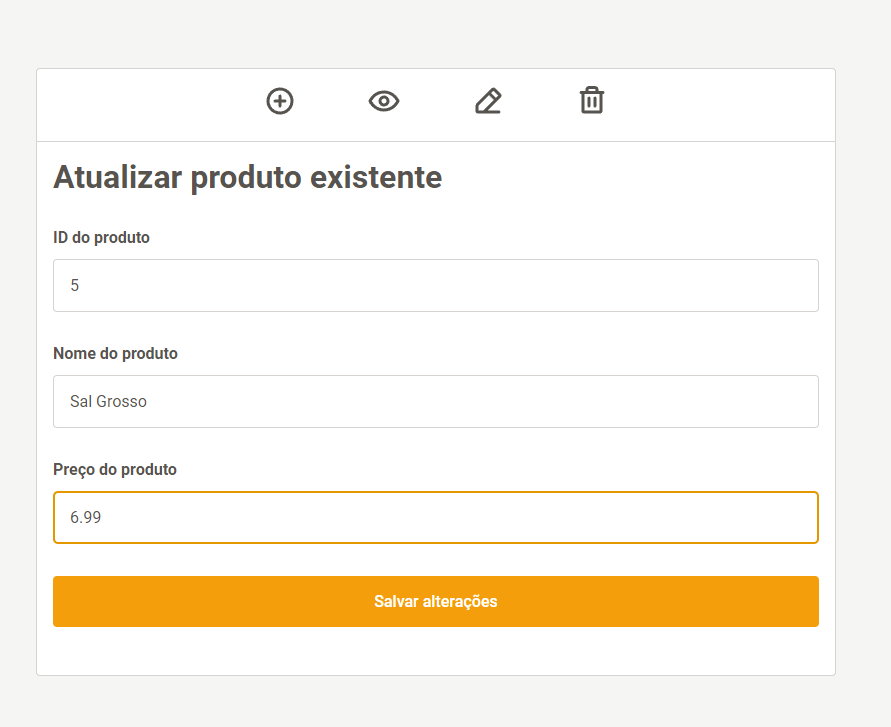 Atualizar produto existente
ID do produto
5
Nome do produto
Sal Grosso
Preço do produto
6.99
Salvar alterações